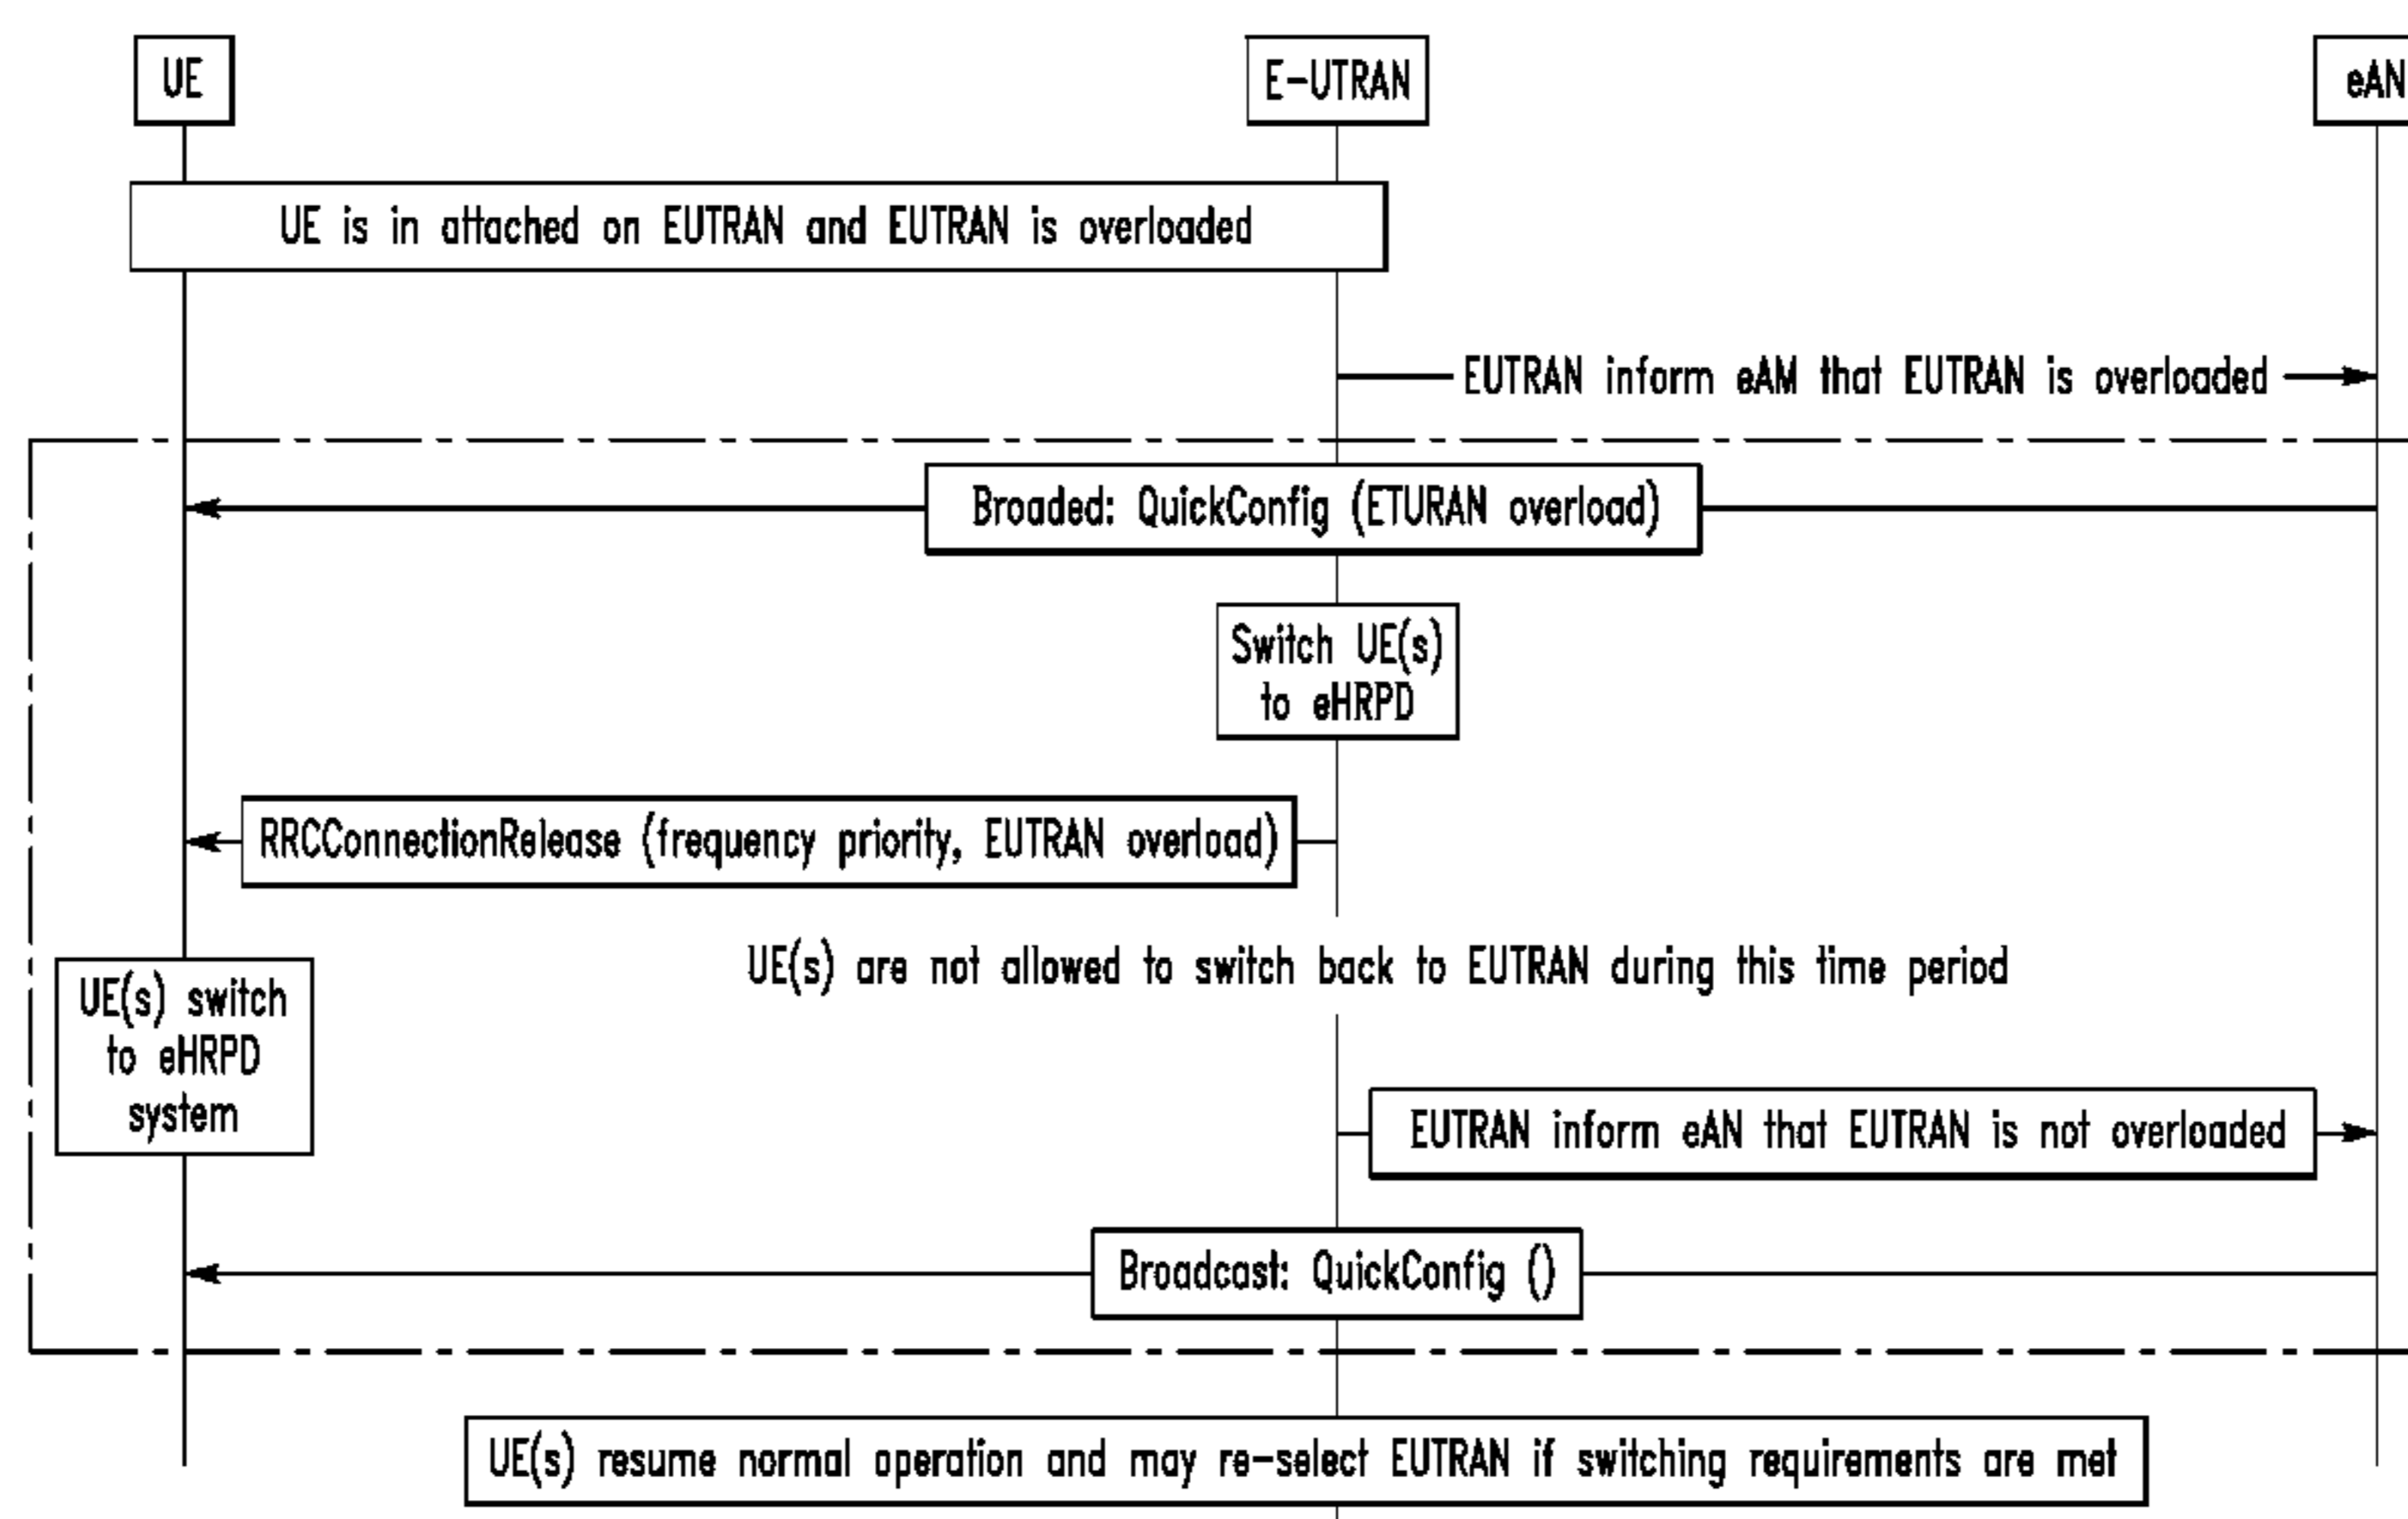 UE
E-UTRAN
eAN
UE is in attached on EUTRAN and EUTRAN is overloaded
EUTRAN inform eAM that EUTRAN is overloaded
Broaded: QuickConfig (ETURAN overload)
Switch UE(s)
to eHRPD
RRCConnectionRelease (frequency priority, EUTRAN overload)
UE(s) are not allowed to switch back to EUTRAN during this time period
UE(s) switch
to eHRPD
system
EUTRAN inform eAN that EUTRAN is not overloaded
Broadcast: QuickConfig ()
UE(s) resume normal operation and may re-select EUTRAN if switching requirements are met